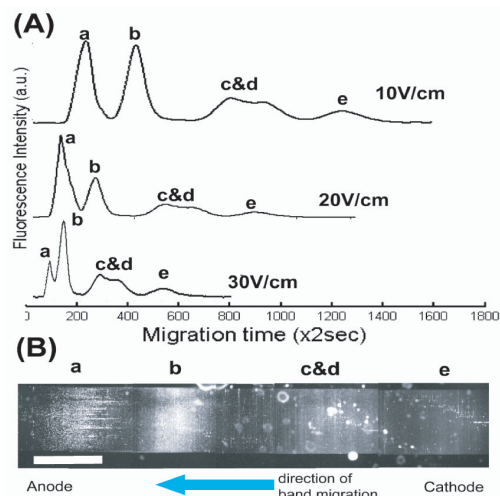 (A)
Fluorescence Intensity (a.u.)
a b c&d e 10V/cm
a b c&d e 20V/cm
a b c&d e 30V/cm
0 200 400 600 800 1000 1200 1400 1600 1800
Migration time (x2sec)
(B)
a b c&d e
Anode direction of Cathode
band migration